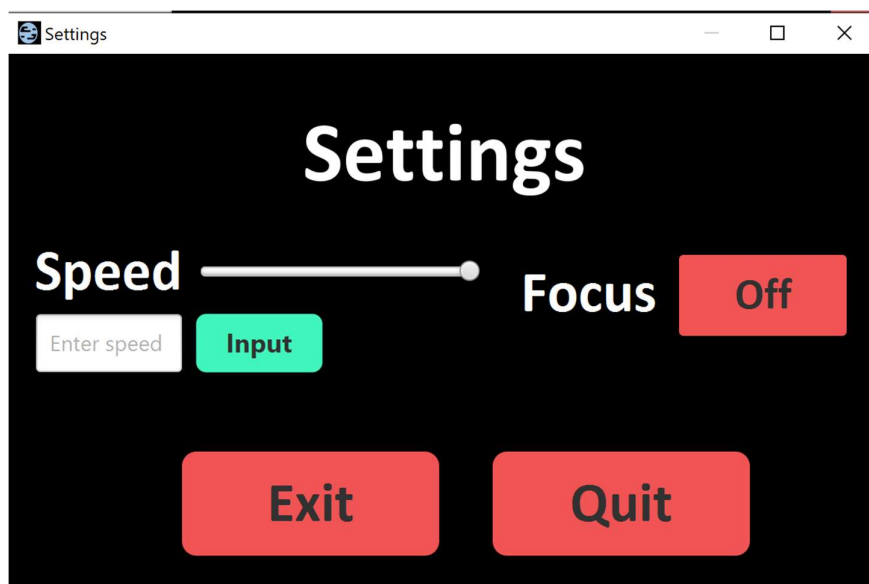 Settings
Settings
Speed
Focus
Off
Enter speed
Input
Exit
Quit